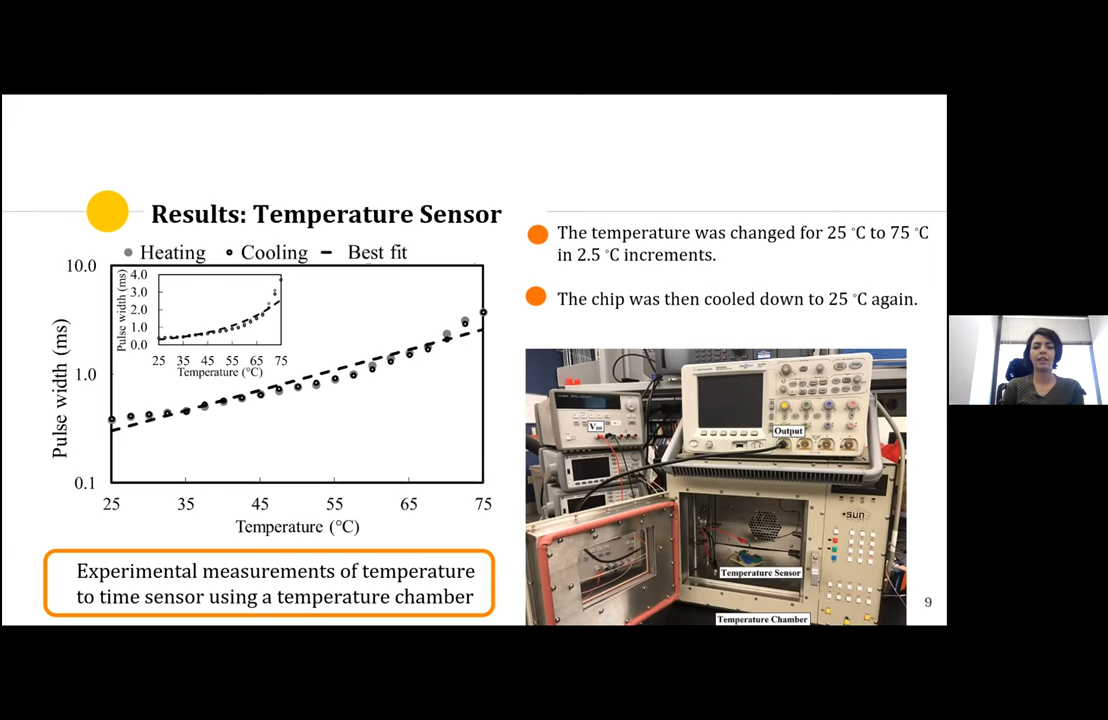 Results: Temperature Sensor
Heating Cooling Best fit
Pulse width (ms)
10.0
1.0
0.1
25 35 45 55 65 75
Temperature (°C)
Pulse width (ms)
4.0
3.0
2.0
1.0
0.0
25 35 45 55 65 75
Temperature (°C)
Experimental measurements of temperature
to time sensor using a temperature chamber
The temperature was changed for 25 °C to 75 °C
in 2.5 °C increments.
The chip was then cooled down to 25 °C again.
VDD
Output
SUN
Temperature Sensor
Temperature Chamber
9